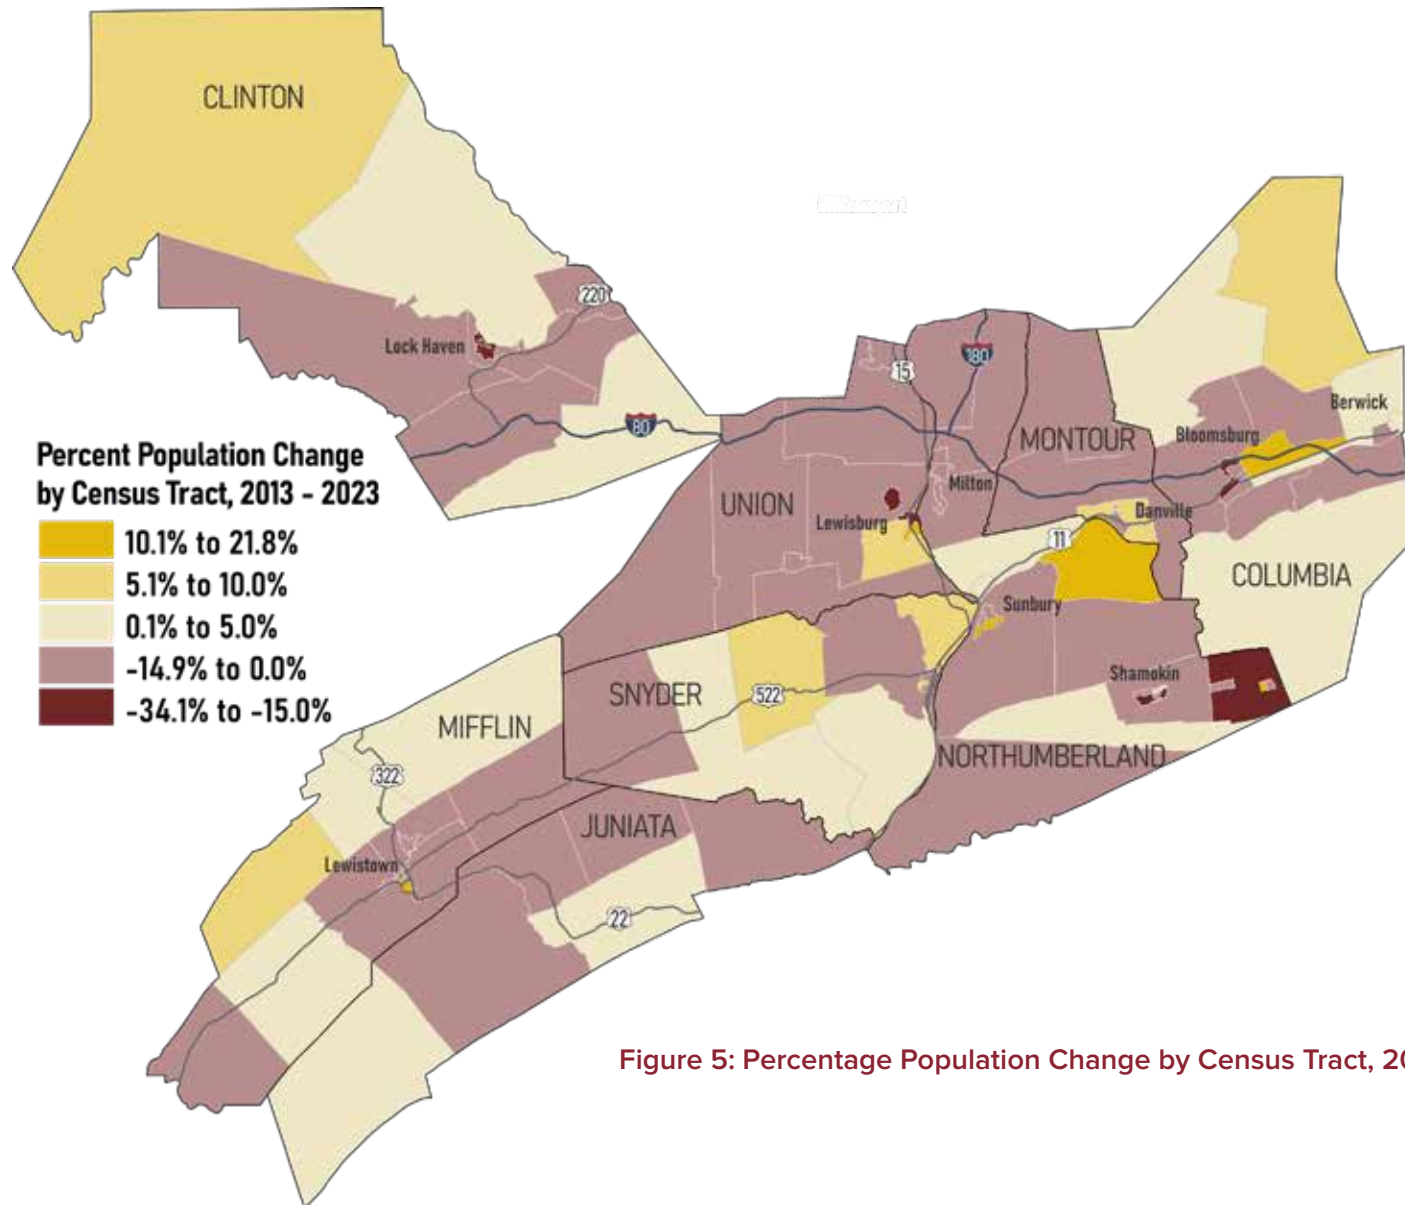 CLINTON
220
Lock Haven
80
Percent Population Change
by Census Tract, 2013 - 2023
10.1% to 21.8%
5.1% to 10.0%
0.1% to 5.0%
-14.9% to 0.0%
-34.1% to -15.0%
15
180
MONTOUR
Berwick
Bloomsburg
UNION
Milton
Lewisburg
Danville
11
COLUMBIA
Sunbury
Shamokin
SNYDER
522
MIFFLIN
NORTHUMBERLAND
322
JUNIATA
Lewistown
22
Figure 5: Percentage Population Change by Census Tract, 20